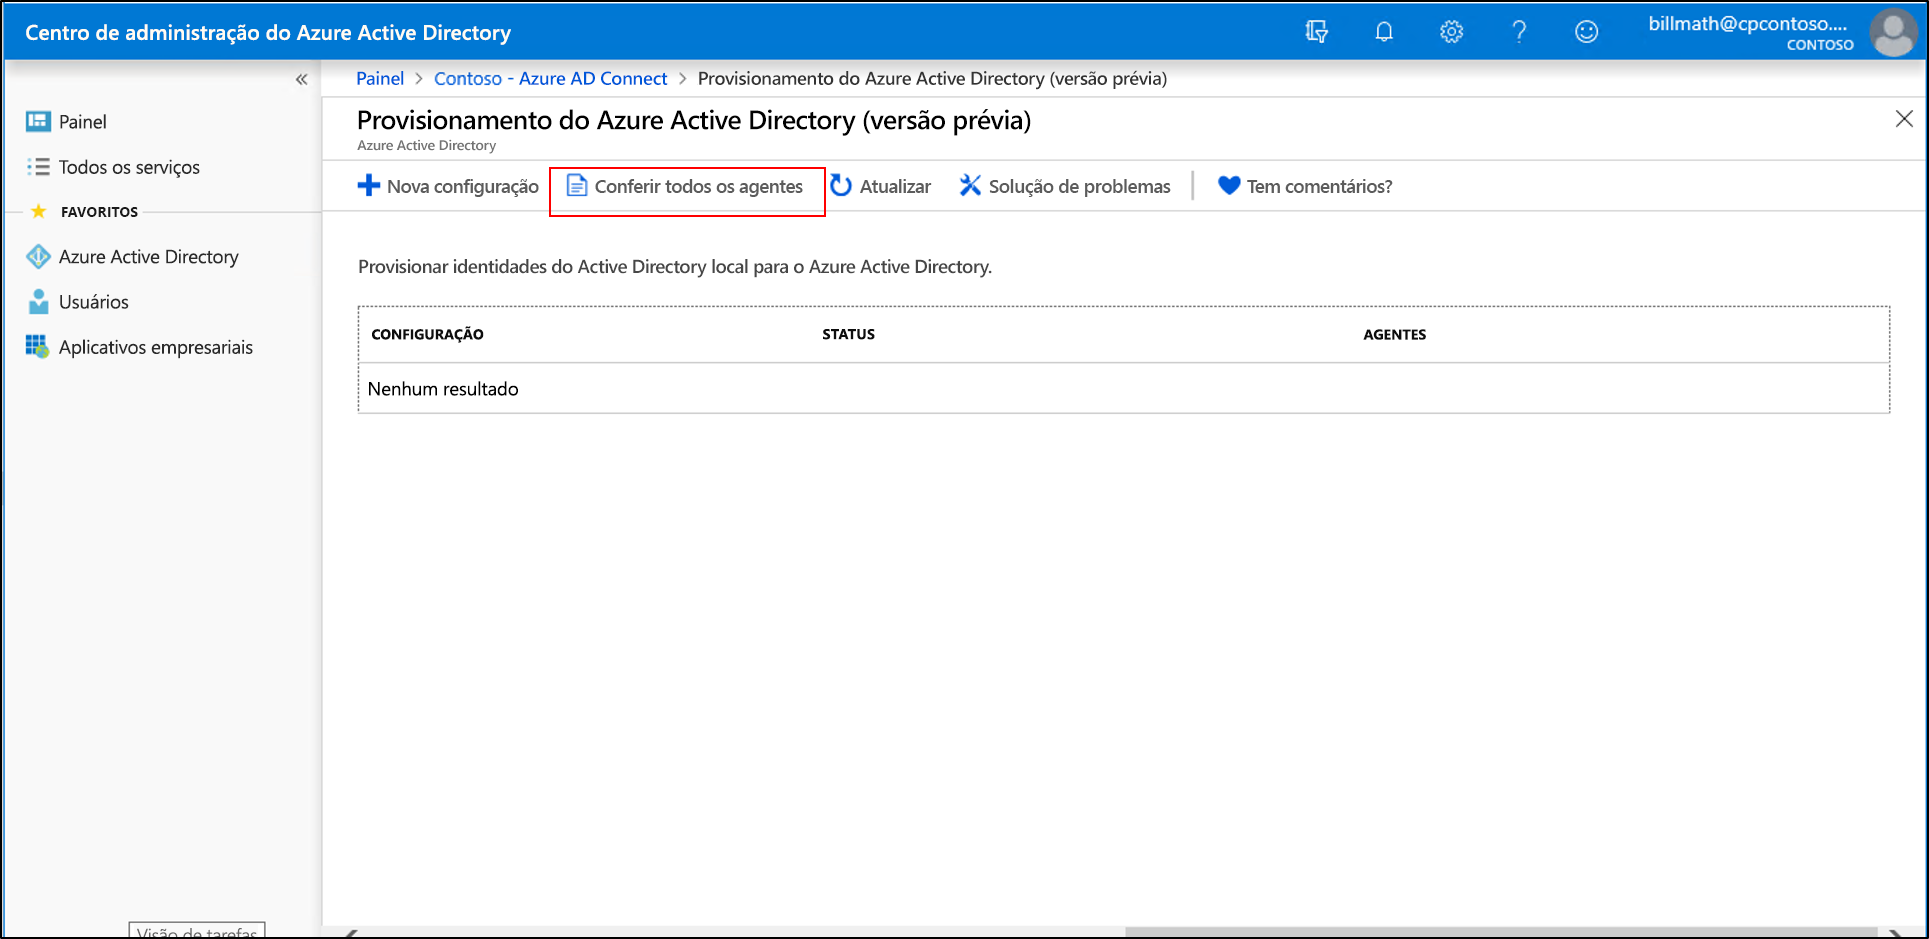 Centro de administração do Azure Active Directory
billmath@cpcontoso....
CONTOSO
Painel > Contoso - Azure AD Connect > Provisionamento do Azure Active Directory (versão prévia)
Provisionamento do Azure Active Directory (versão prévia)
Azure Active Directory
Painel
Todos os serviços
FAVORITOS
Azure Active Directory
Usuários
Aplicativos empresariais
Nova configuração Conferir todos os agentes Atualizar Solução de problemas Tem comentários?
Provisionar identidades do Active Directory local para o Azure Active Directory.
CONFIGURAÇÃO STATUS AGENTES
Nenhum resultado
Visão de tarefas